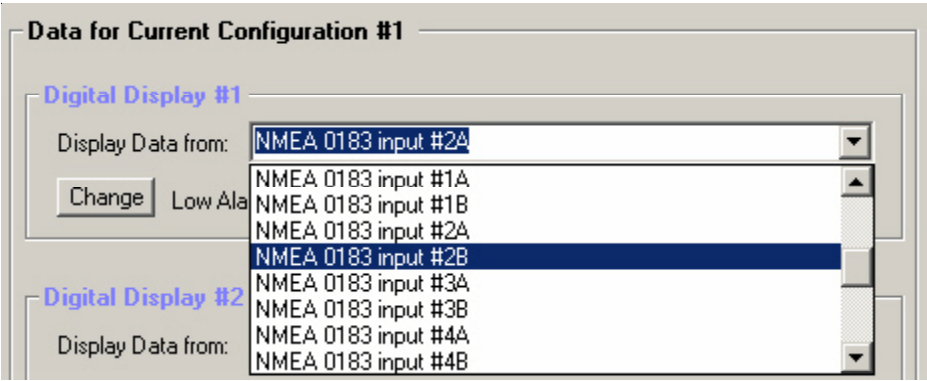 Data for Current Configuration #1
Digital Display #1
Display Data from: NMEA 0183 input #2A
NMEA 0183 input #1A
Change Low Ala NMEA 0183 input #1B
NMEA 0183 input #2A
NMEA 0183 input #2B
NMEA 0183 input #3A
Digital Display #2 NMEA 0183 input #3B
Display Data from: NMEA 0183 input #4A
NMEA 0183 input #4B